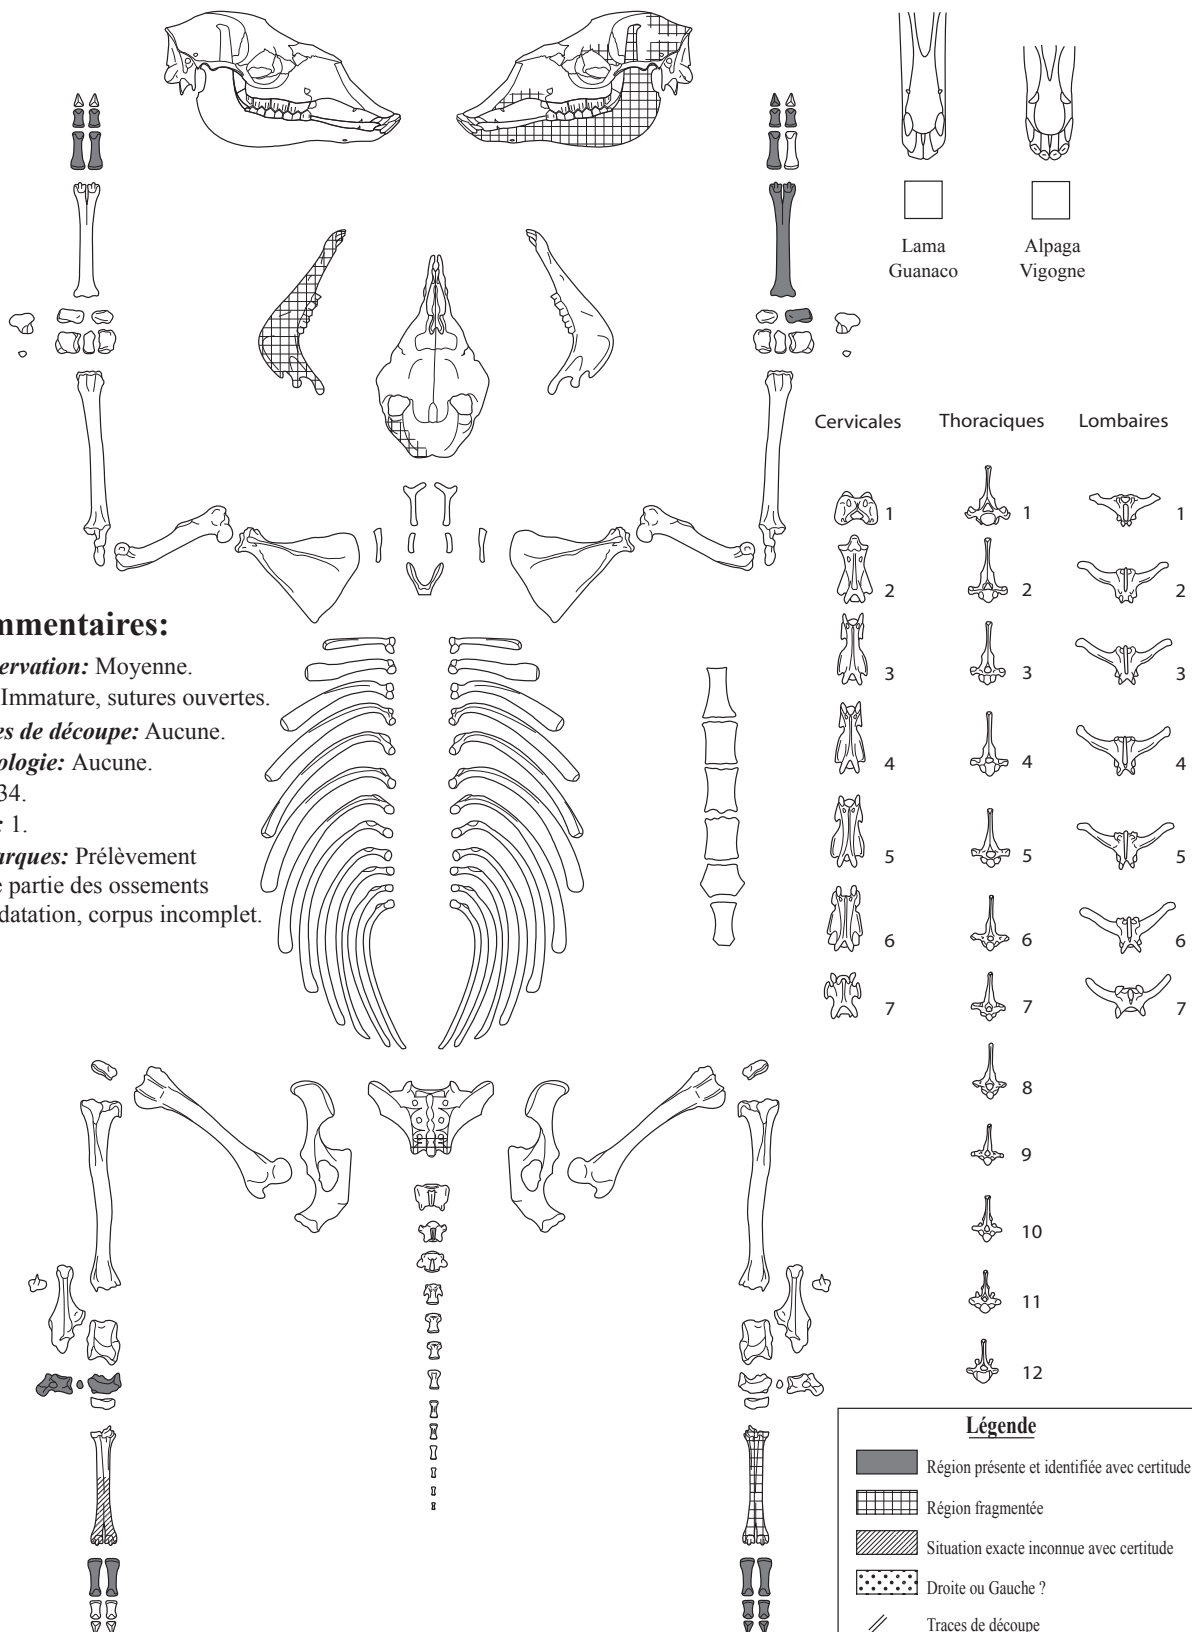 Lama
Guanaco
Alpaga
Vigogne
Cervicales
Thoraciques
Lombaires
1
2
3
4
5
6
7
1
2
3
4
5
6
7
8
9
10
11
12
1
2
3
4
5
6
7
mmentaires:
servation: Moyenne.
Immature, sutures ouvertes.
es de découpe: Aucune.
ologie: Aucune.
34.
: 1.
arques: Prélèvement
e partie des ossements
datation, corpus incomplet.
Légende
Région présente et identifiée avec certitude
Région fragmentée
Situation exacte inconnue avec certitude
Droite ou Gauche ?
Traces de découpe